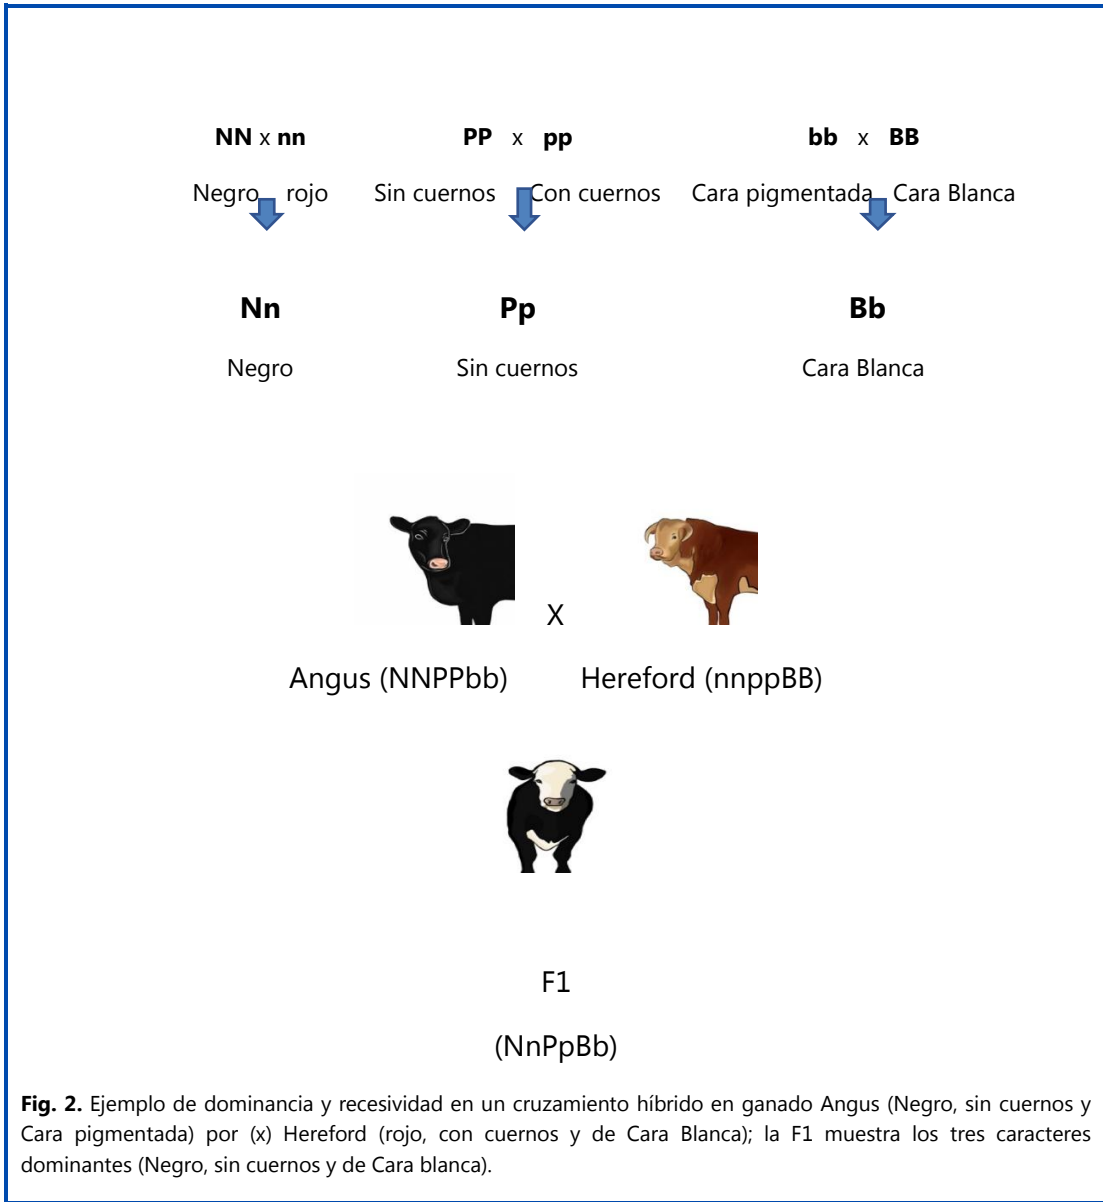 NN x nn PP x pp bb x BB
Negro rojo Sin cuernos Con cuernos Cara pigmentada Cara Blanca
Nn Pp Bb
Negro Sin cuernos Cara Blanca
X
Angus (NNPPbb) Hereford (nnppBB)
F1
(NnPpBb)
Fig. 2. Ejemplo de dominancia y recesividad en un cruzamiento híbrido en ganado Angus (Negro, sin cuernos y
Cara pigmentada) por (x) Hereford (rojo, con cuernos y de Cara Blanca); la F1 muestra los tres caracteres
dominantes (Negro, sin cuernos y de Cara blanca).